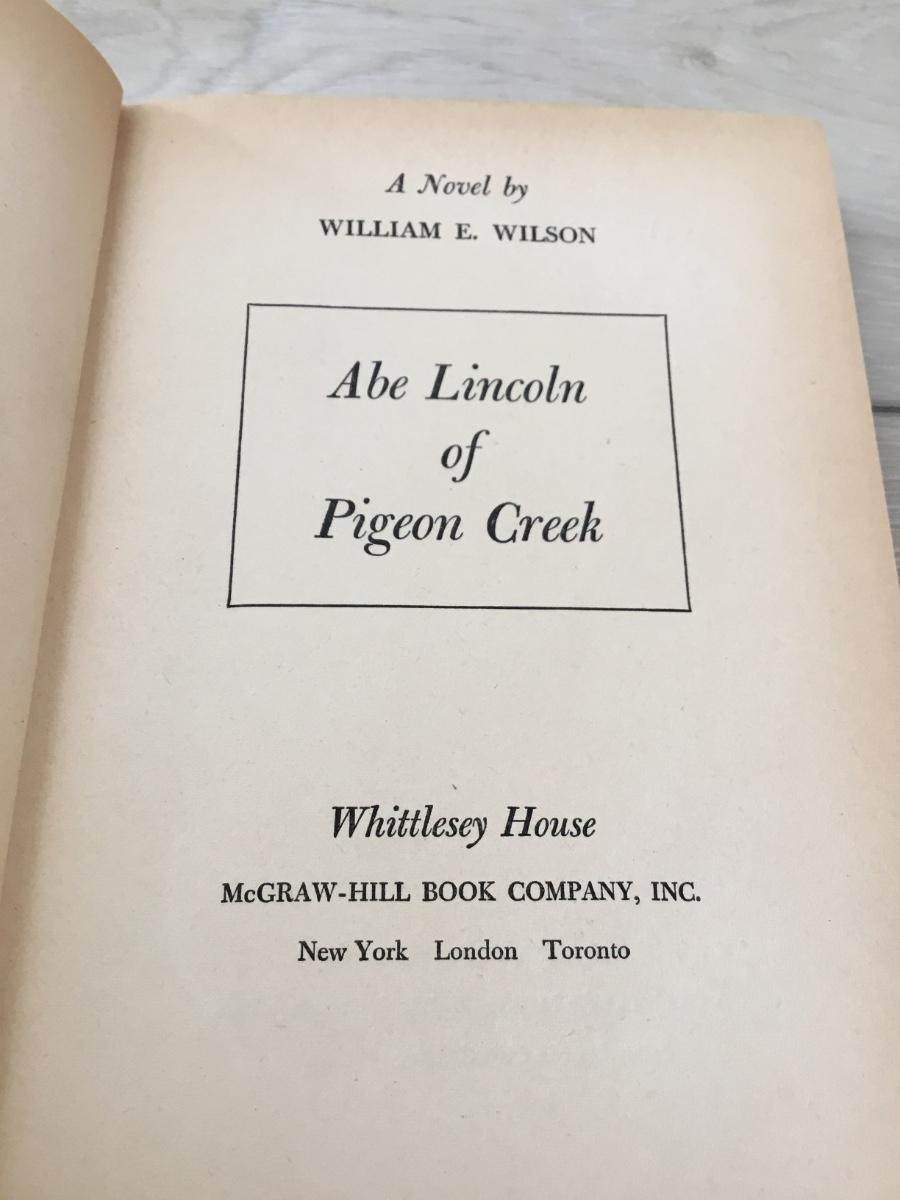 A Novel by
WILLIAM E. WILSON
Abe Lincoln
of
Pigeon Creek
Whittlesey House
McGRAW-HILL BOOK COMPANY, INC.
New York London Toronto